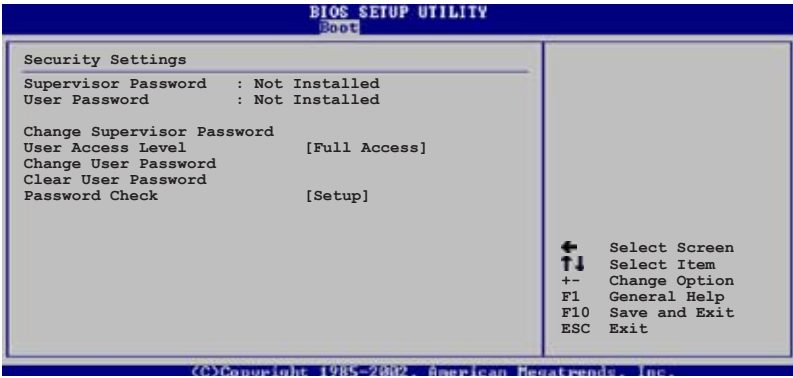 BIOS SETUP UTILITY
Boot
Security Settings
Supervisor Password : Not Installed
User Password : Not Installed
Change Supervisor Password
User Access Level [Full Access]
Change User Password
Clear User Password
Password Check [Setup]
← Select Screen
↑↓ Select Item
+- Change Option
F1 General Help
F10 Save and Exit
ESC Exit
(C)Copyright 1985-2002, American Megatrends, Inc.